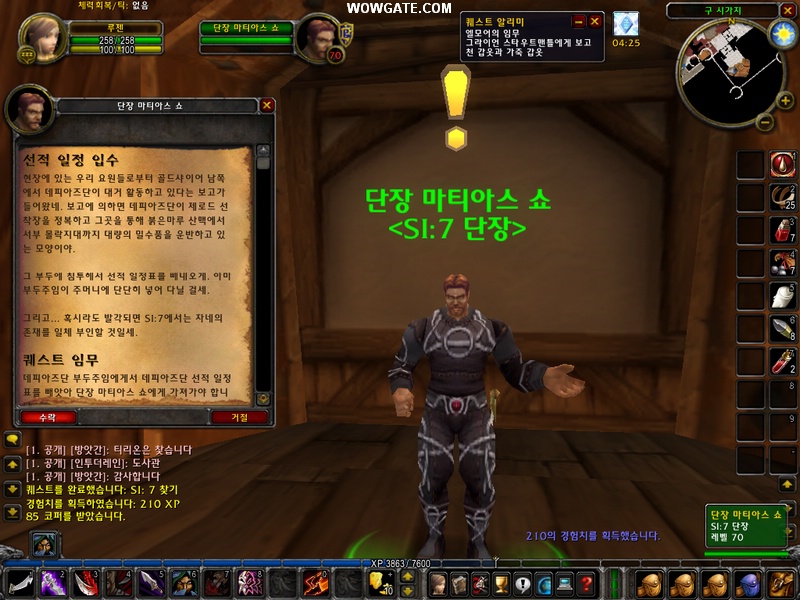 WOWGATE.COM
체력회복/틱: 없음
루젠
258/258
100/100
zzz
단장 마티아스 쇼
70
퀘스트 알리미
엘모어의 임무
그라이언 스타우트맨틀에게 보고
천 갑옷과 가죽 갑옷
04:25
구 시가지
N
단장 마티아스 쇼
선적 일정 입수
현장에 있는 우리 요원들로부터 골드샤이어 남쪽
에서 데피아즈단이 대거 활동하고 있다는 보고가
들어왔네. 보고에 의하면 데피아즈단이 제로드 선
착장을 정복하고 그곳을 통해 붉은마루 산맥에서
서부 몰락지대까지 대량의 밀수품을 운반하고 있
는 모양이야.
그 부두에 침투해서 선적 일정표를 빼내오게. 아마
부두주임이 주머니에 단단히 넣어 다닐 걸세.
그리고... 혹시라도 발각되면 SI:7에서는 자네의
존재를 일체 부인할 것일세.
퀘스트 임무
데피아즈단 부두주임에게서 데피아즈단 선적 일정
표를 빼앗아 단장 마티아스 쇼에게 가져가야 합니
수락
거절
단장 마티아스 쇼
<SI:7 단장>
[1. 공개] [방앗간]: 티리온은 찾습니다
[1. 공개] [인투더레인]: 도사관
[1. 공개] [방앗간]: 감사합니다
퀘스트를 완료했습니다: SI: 7 찾기
경험치를 획득하였습니다: 210 XP
85 코퍼를 받았습니다.
210의 경험치를 획득했습니다.
단장 마티아스 쇼
SI:7 단장
레벨 70
XP 3863/7600